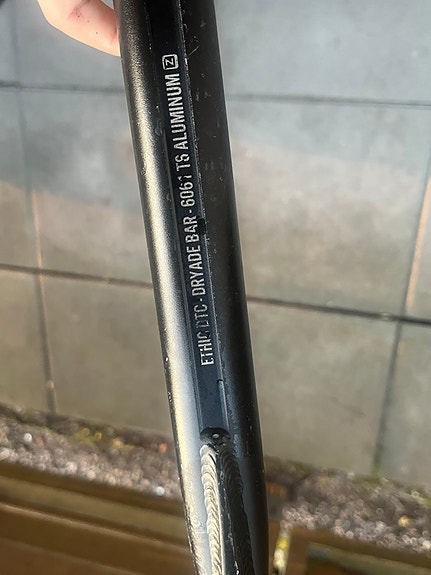 ETHIC DTC - DRYADE BAR - 6061 T6 ALUMINUM Z